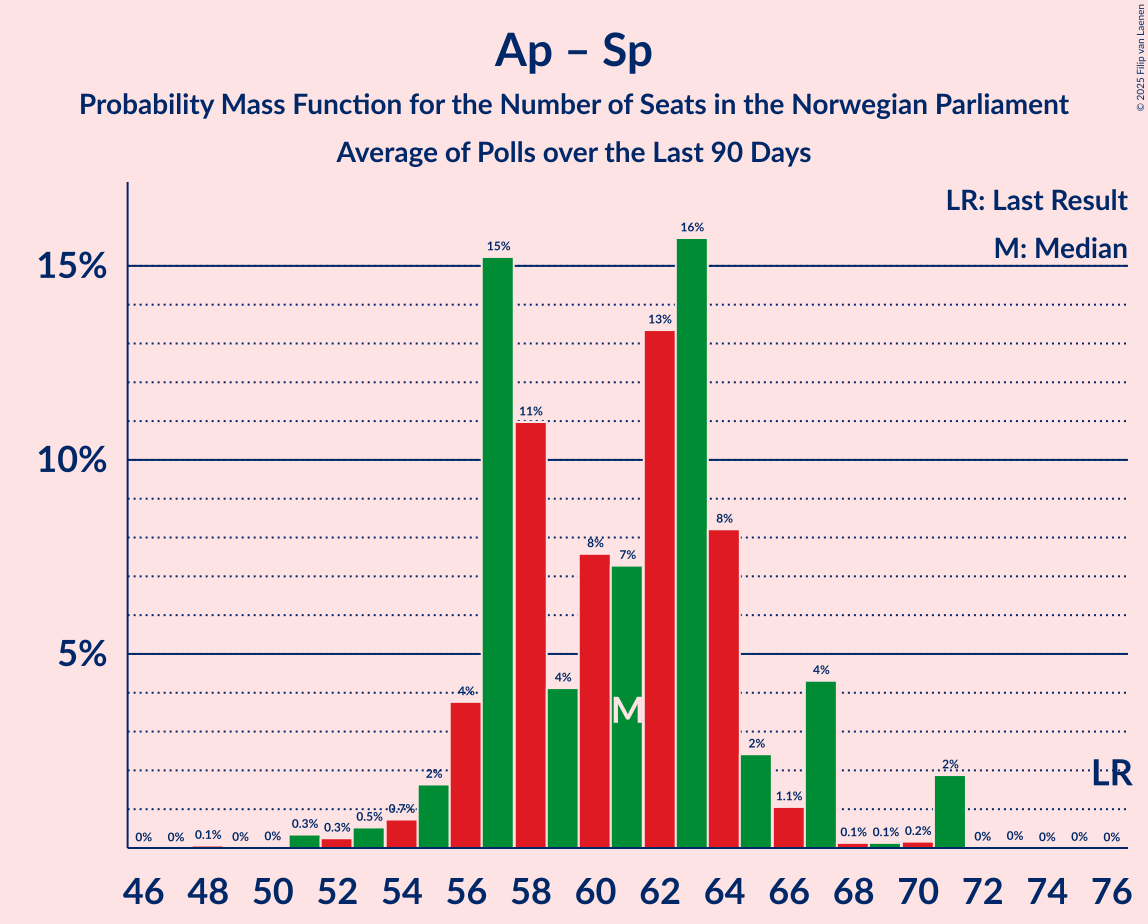 Ap – Sp
Probability Mass Function for the Number of Seats in the Norwegian Parliament
Average of Polls over the Last 90 Days
© 2025 Filip van Laenen
LR: Last Result
M: Median
15%
10%
5%
0% 0% 0.1% 0% 0% 0.3% 0.3% 0.5% 0.7% 2% 4% 15% 11% 4% 8% 7% 13% 16% 8% 2% 1.1% 4% 0.1% 0.1% 0.2% 2% 0% 0% 0% 0% 0%
M
LR
46 48 50 52 54 56 58 60 62 64 66 68 70 72 74 76